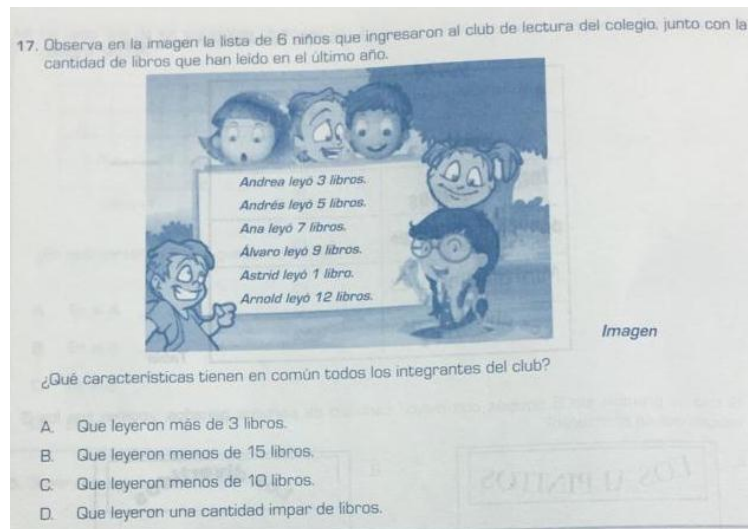 17. Observa en la imagen la lista de 6 niños que ingresaron al club de lectura del colegio, junto con la
cantidad de libros que han leído en el último año.
Andrea leyó 3 libros.
Andrés leyó 5 libros.
Ana leyó 7 libros.
Álvaro leyó 9 libros.
Astrid leyó 1 libro.
Arnold leyó 12 libros.
Imagen
¿Qué características tienen en común todos los integrantes del club?
A. Que leyeron más de 3 libros.
B. Que leyeron menos de 15 libros.
C. Que leyeron menos de 10 libros.
D. Que leyeron una cantidad impar de libros.